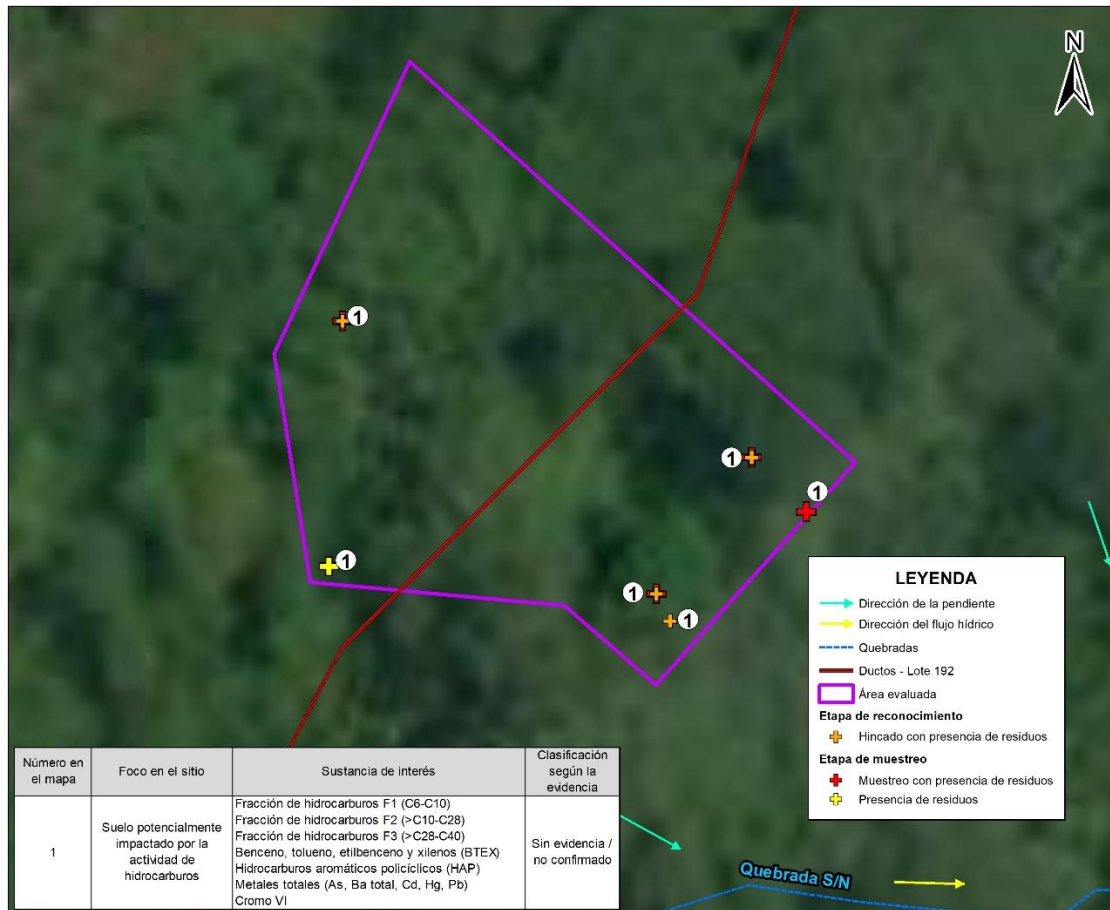 N
1
1
1
1
1
1
LEYENDA
Dirección de la pendiente
Dirección del flujo hídrico
Quebradas
Ductos - Lote 192
Área evaluada
Etapa de reconocimiento
Hincado con presencia de residuos
Etapa de muestreo
Muestreo con presencia de residuos
Presencia de residuos
Número en
el mapa
Foco en el sitio
Sustancia de interés
Clasificación
según la
evidencia
1
Suelo potencialmente
impactado por la
actividad de
hidrocarburos
Fracción de hidrocarburos F1 (C6-C10)
Fracción de hidrocarburos F2 (>C10-C28)
Fracción de hidrocarburos F3 (>C28-C40)
Benceno, tolueno, etilbenceno y xilenos (BTEX)
Hidrocarburos aromáticos policíclicos (HAP)
Metales totales (As, Ba total, Cd, Hg, Pb)
Cromo VI
Sin evidencia /
no confirmado
Quebrada S/N